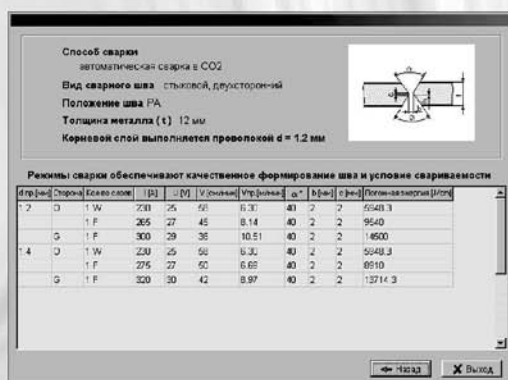 Способ сварки
автоматическая сварка в СО2
Вид сварного шва стыковой, двухсторонний
Положение шва РА
Толщина металла ( t ) 12 мм
Корневой слой выполняется проволокой d = 1.2 мм
Режимы сварки обеспечивают качественное формирование шва и условие свариваемости
d пр.[мм] Сторона Кол-во слоев I [A] U [V] V [см/мин] Vпр.[м/мин] α ° b [мм] c [мм] Погонная энергия [J/cm]
1.2 O 1 W 230 25 58 6.30 40 2 2 5948.3
1 F 265 27 45 8.14 40 2 2 9540
G 1 F 300 29 36 10.51 40 2 2 14500
1.4 O 1 W 230 25 58 6.30 40 2 2 5948.3
1 F 275 27 50 6.69 40 2 2 8910
G 1 F 320 30 42 8.97 40 2 2 13714.3
Назад Выход